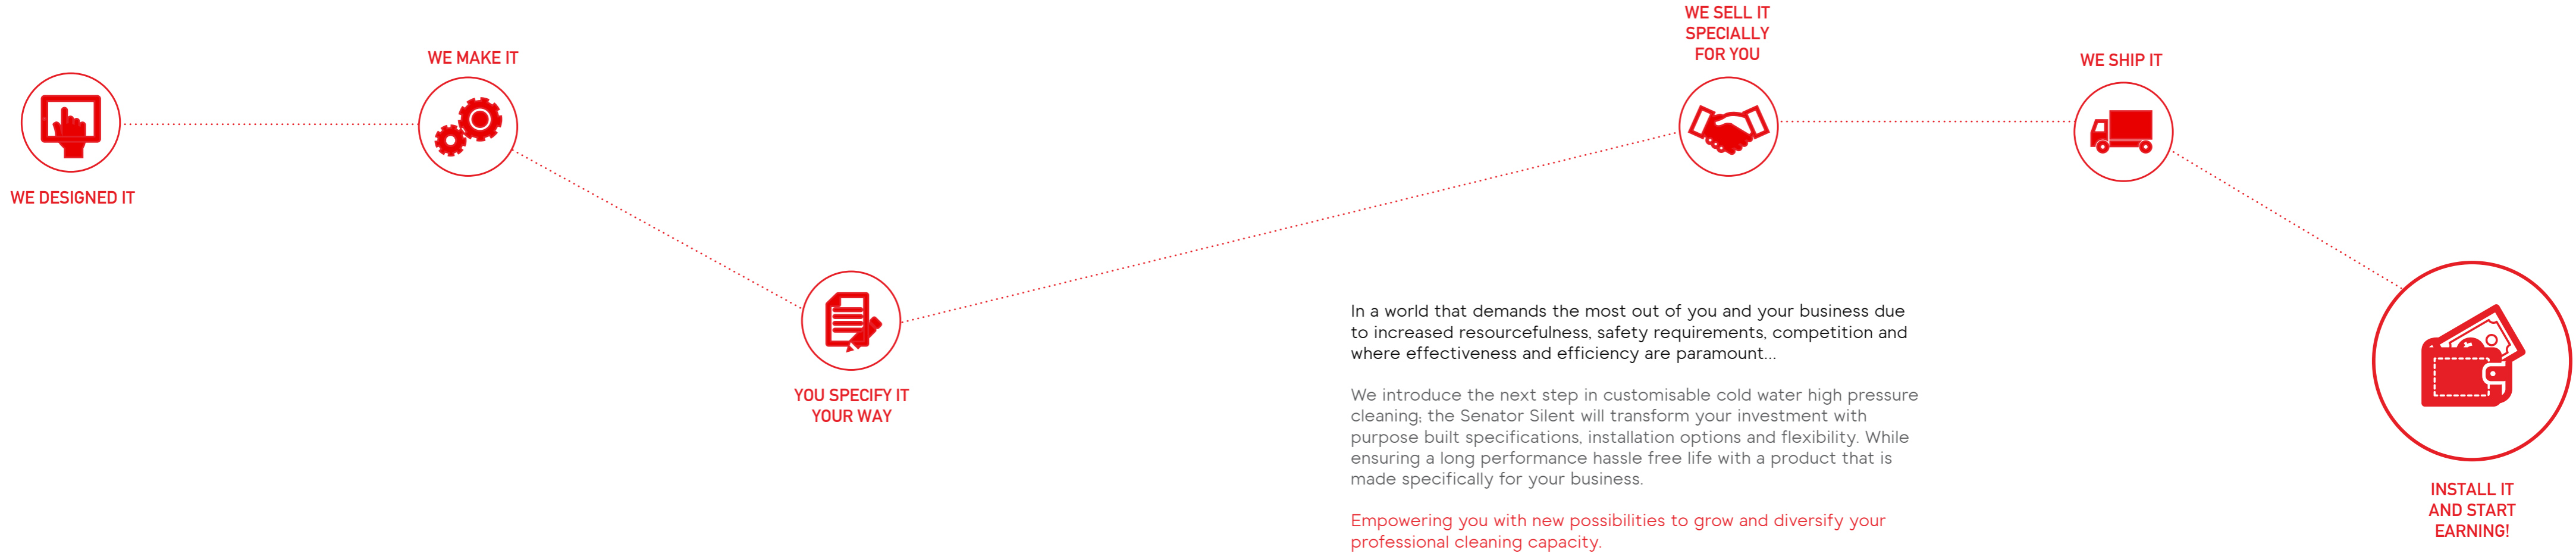 WE DESIGNED IT
WE MAKE IT
YOU SPECIFY IT
YOUR WAY
WE SELL IT
SPECIALLY
FOR YOU
WE SHIP IT
INSTALL IT
AND START
EARNING!
In a world that demands the most out of you and your business due
to increased resourcefulness, safety requirements, competition and
where effectiveness and efficiency are paramount...
We introduce the next step in customisable cold water high pressure
cleaning; the Senator Silent will transform your investment with
purpose built specifications, installation options and flexibility. While
ensuring a long performance hassle free life with a product that is
made specifically for your business.
Empowering you with new possibilities to grow and diversify your
professional cleaning capacity.